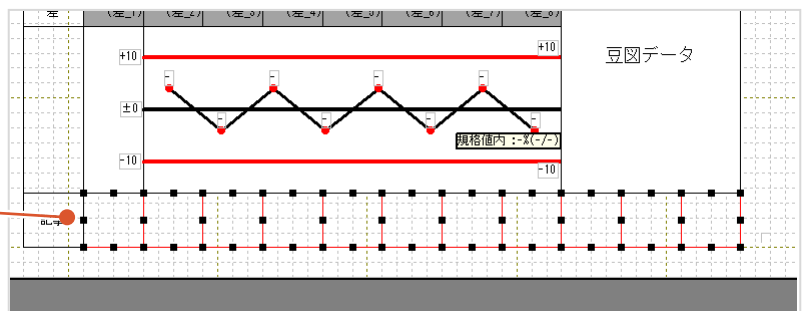 差 (差_1) (差_2) (差_3) (差_4) (差_5) (差_6) (差_7) (差_8)
+10
+10
豆図データ
- - - -
±0
- - - -
規格値内 :-%(-/-)
-10
-10